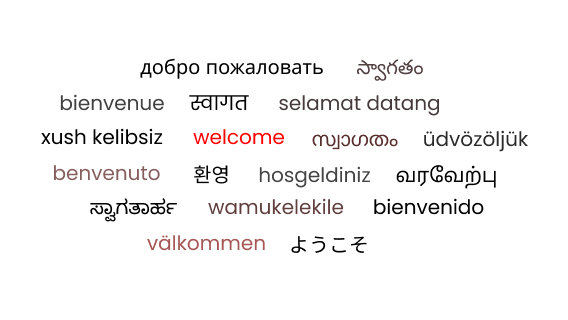 добро пожаловать స్వాగతం
bienvenue स्वागत selamat datang
xush kelibsiz welcome സ്വാഗതം üdvözöljük
benvenuto 환영 hosgeldiniz வரவேற்பு
ಸ್ವಾಗತಾರ್ಹ wamukelekile bienvenido
välkommen ようこそ